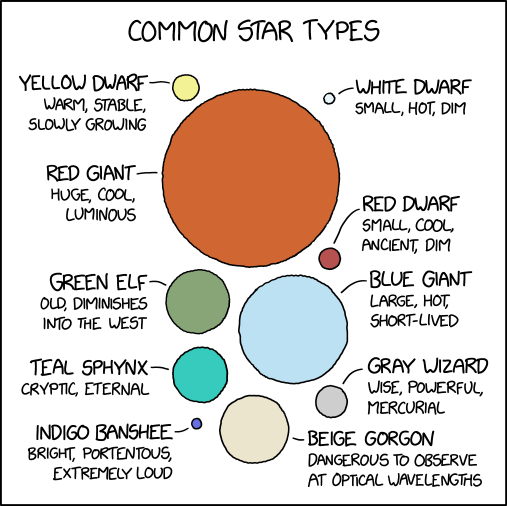 COMMON STAR TYPES
YELLOW DWARF
WARM, STABLE,
SLOWLY GROWING
WHITE DWARF
SMALL, HOT, DIM
RED GIANT
HUGE, COOL,
LUMINOUS
RED DWARF
SMALL, COOL,
ANCIENT, DIM
GREEN ELF
OLD, DIMINISHES
INTO THE WEST
BLUE GIANT
LARGE, HOT,
SHORT-LIVED
TEAL SPHYNX
CRYPTIC, ETERNAL
GRAY WIZARD
WISE, POWERFUL,
MERCURIAL
INDIGO BANSHEE
BRIGHT, PORTENTOUS,
EXTREMELY LOUD
BEIGE GORGON
DANGEROUS TO OBSERVE
AT OPTICAL WAVELENGTHS